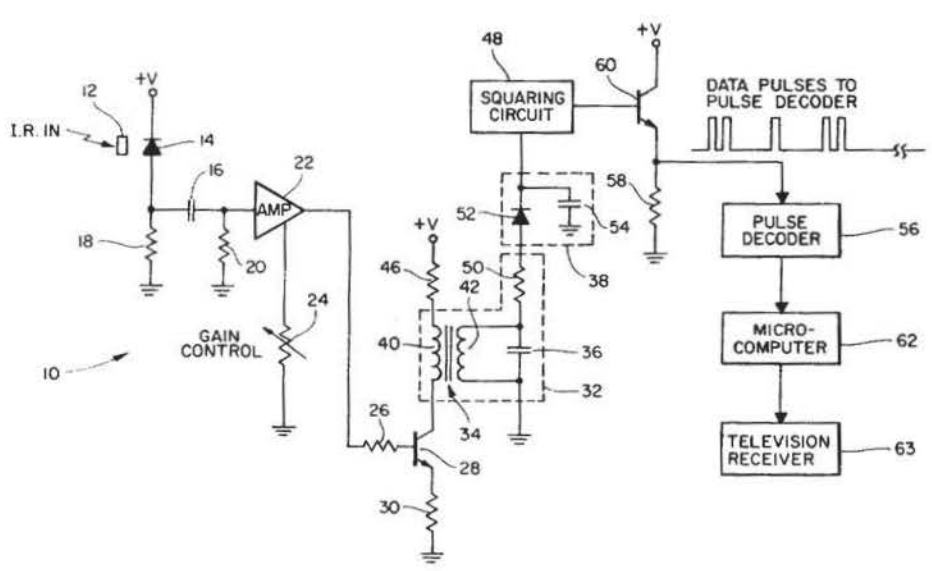 +V
12
I.R. IN
14
16
22
AMP
18
20
24
GAIN
CONTROL
10
26
28
30
+V
46
40
42
34
50
36
32
52
54
38
48
SQUARING
CIRCUIT
+V
60
58
DATA PULSES TO
PULSE DECODER
PULSE
DECODER
56
MICRO-
COMPUTER
62
TELEVISION
RECEIVER
63